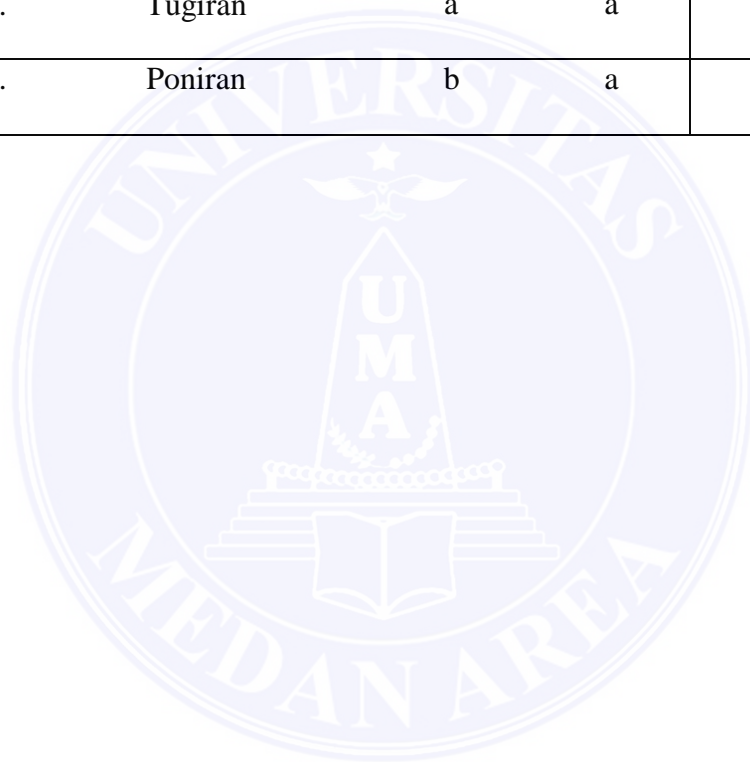 . Tugiran a a
. Poniran b a
UNIVERSITAS
U
M
A
MEDAN AREA